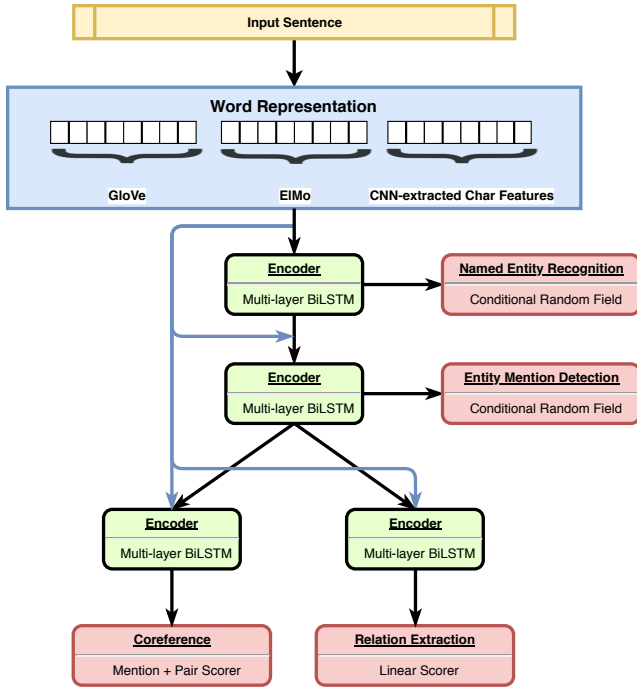 Input Sentence
Word Representation
GloVe
ElMo
CNN-extracted Char Features
Encoder
Multi-layer BiLSTM
Named Entity Recognition
Conditional Random Field
Encoder
Multi-layer BiLSTM
Entity Mention Detection
Conditional Random Field
Encoder
Multi-layer BiLSTM
Encoder
Multi-layer BiLSTM
Coreference
Mention + Pair Scorer
Relation Extraction
Linear Scorer